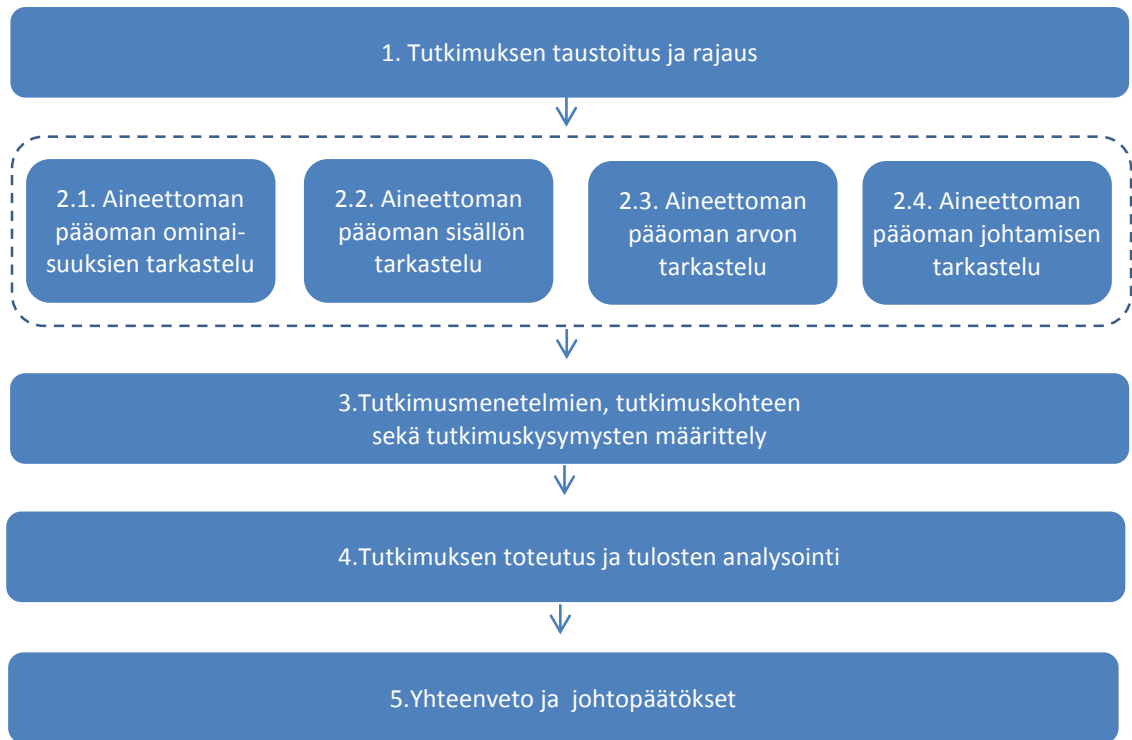 1. Tutkimuksen taustoitus ja rajaus
2.1. Aineettoman
pääoman ominai-
suuksien tarkastelu
2.2. Aineettoman
pääoman sisällön
tarkastelu
2.3. Aineettoman
pääoman arvon
tarkastelu
2.4. Aineettoman
pääoman johtamisen
tarkastelu
3.Tutkimusmenetelmien, tutkimuskohteen
sekä tutkimuskysymysten määrittely
4.Tutkimuksen toteutus ja tulosten analysointi
5.Yhteenveto ja  johtopäätökset